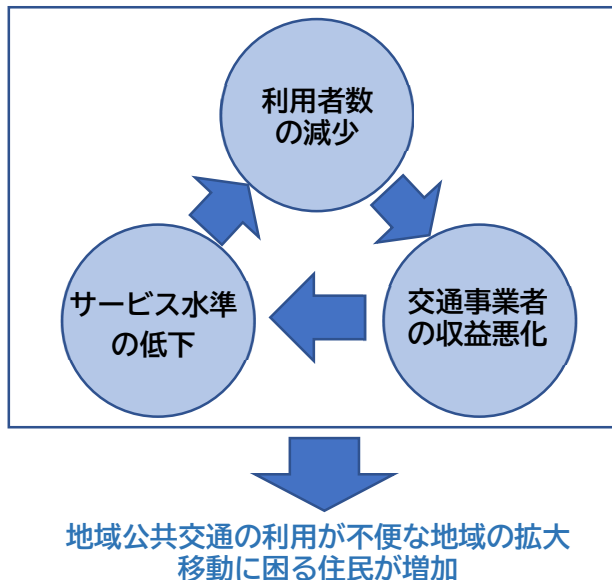 利用者数
の減少
交通事業者
の収益悪化
サービス水準
の低下
地域公共交通の利用が不便な地域の拡大
移動に困る住民が増加